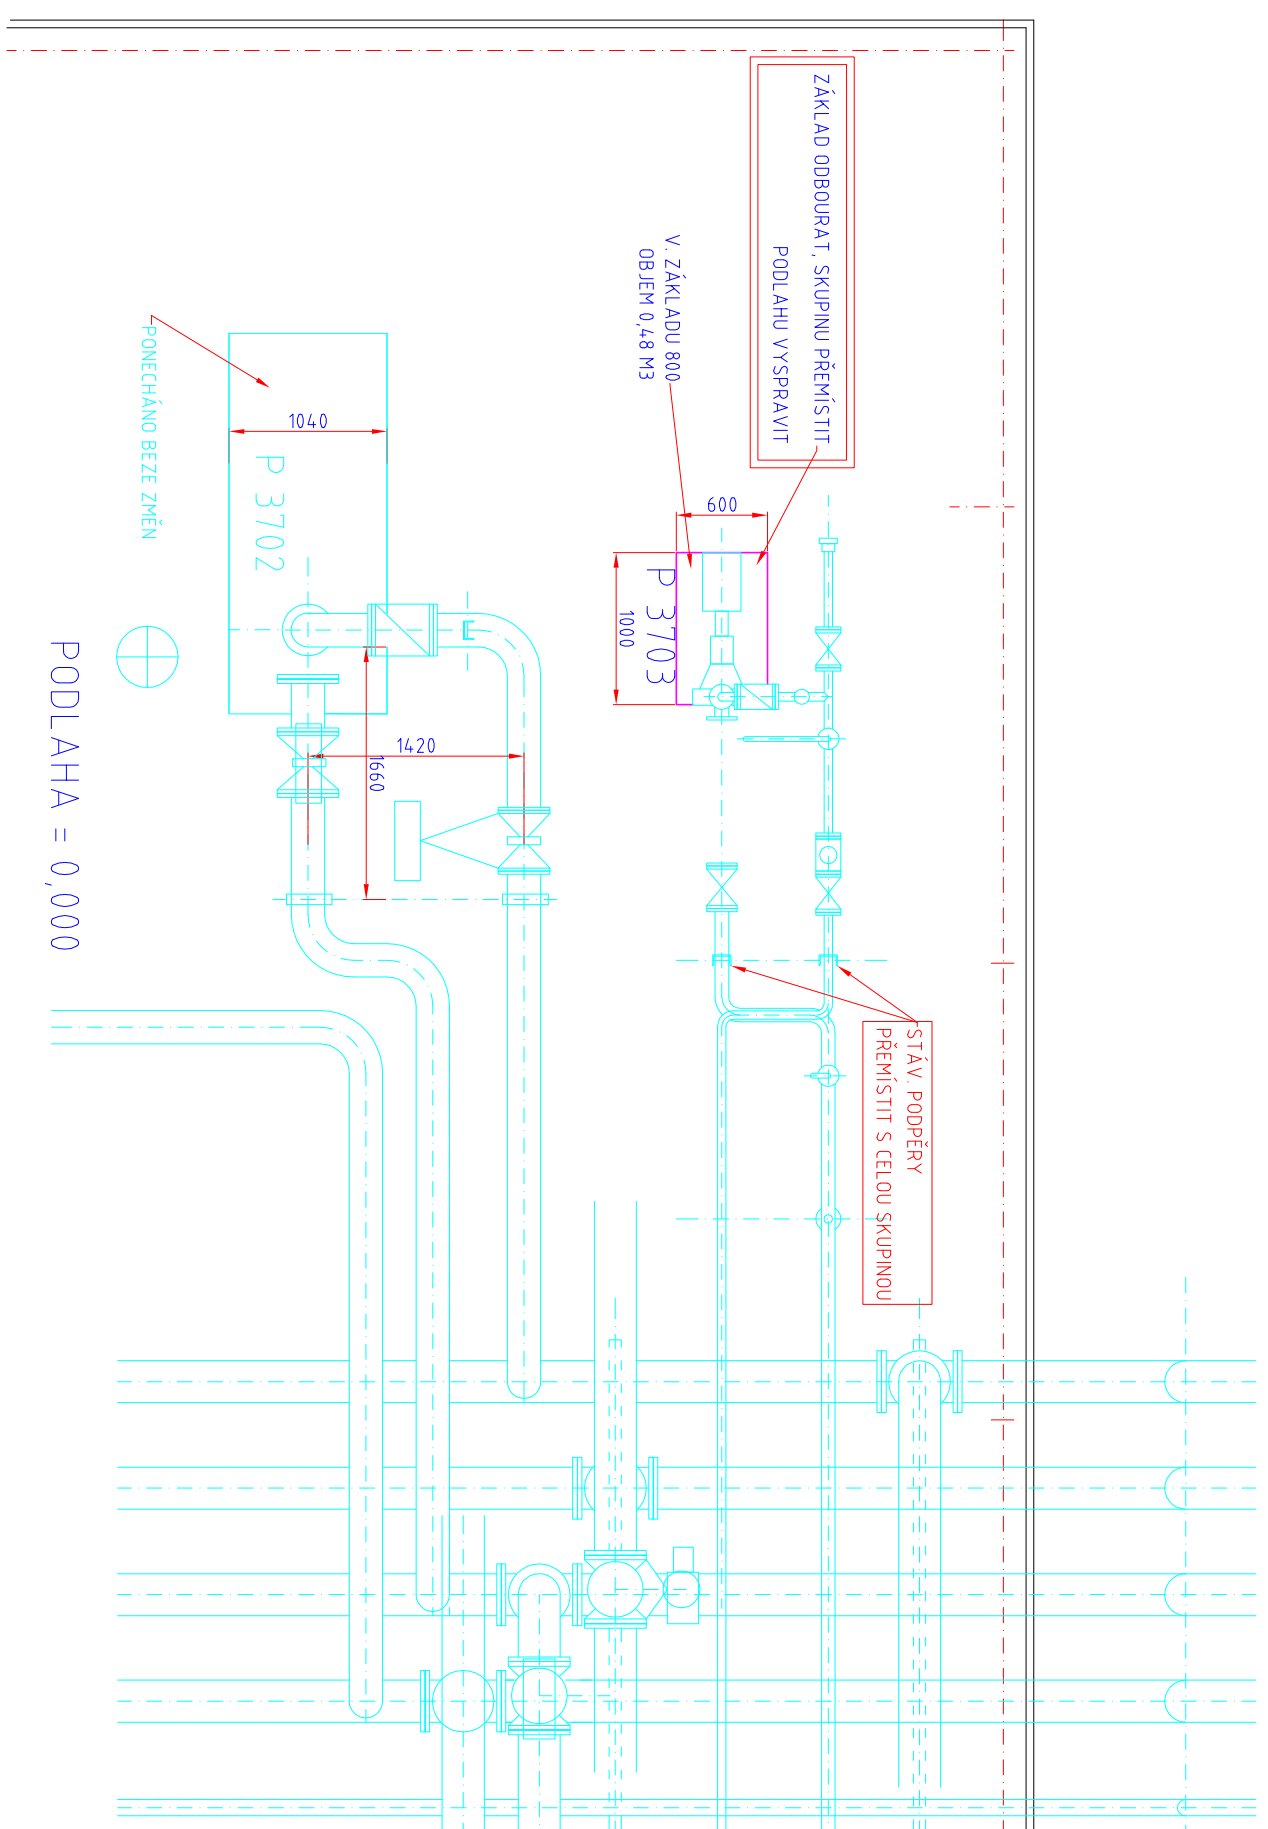 ZÁKLAD ODBOURAT, SKUPINU PŘEMÍSTIT
PODLAHU VYSPRAVIT
V. ZÁKLADU 800
OBJEM 0,48 M3
600
1000
P 3703
STÁV. PODPĚRY
PŘEMÍSTIT S CELOU SKUPINOU
1040
P 3702
1420
1660
PONECHÁNO BEZE ZMĚN
PODLAHA = 0,000